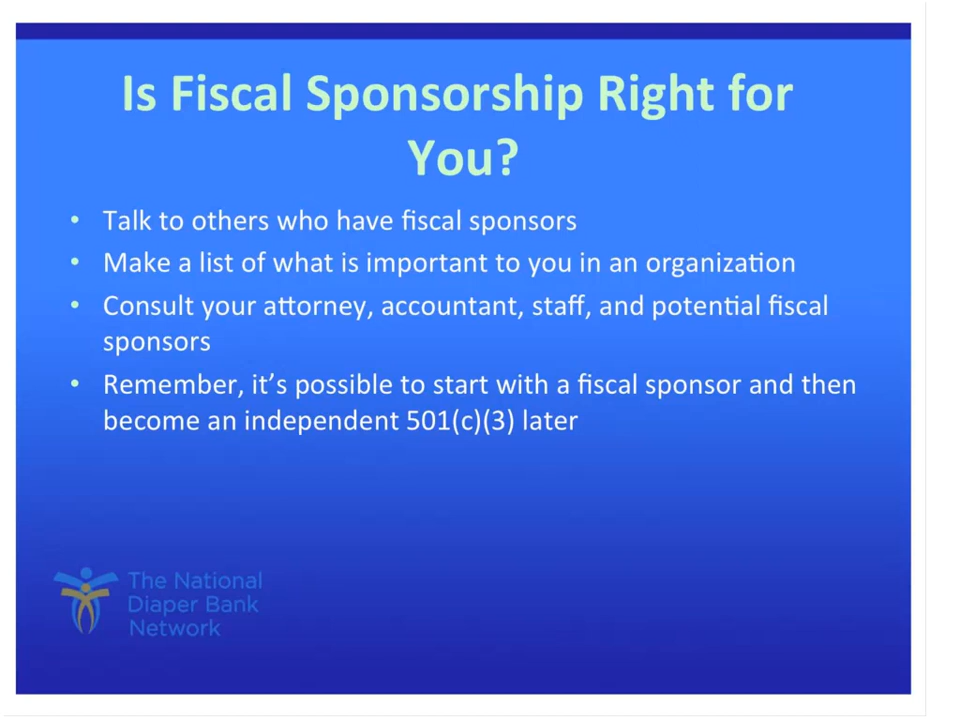 Is Fiscal Sponsorship Right for
You?
• Talk to others who have fiscal sponsors
• Make a list of what is important to you in an organization
• Consult your attorney, accountant, staff, and potential fiscal
sponsors
• Remember, it’s possible to start with a fiscal sponsor and then
become an independent 501(c)(3) later
The National
Diaper Bank
Network